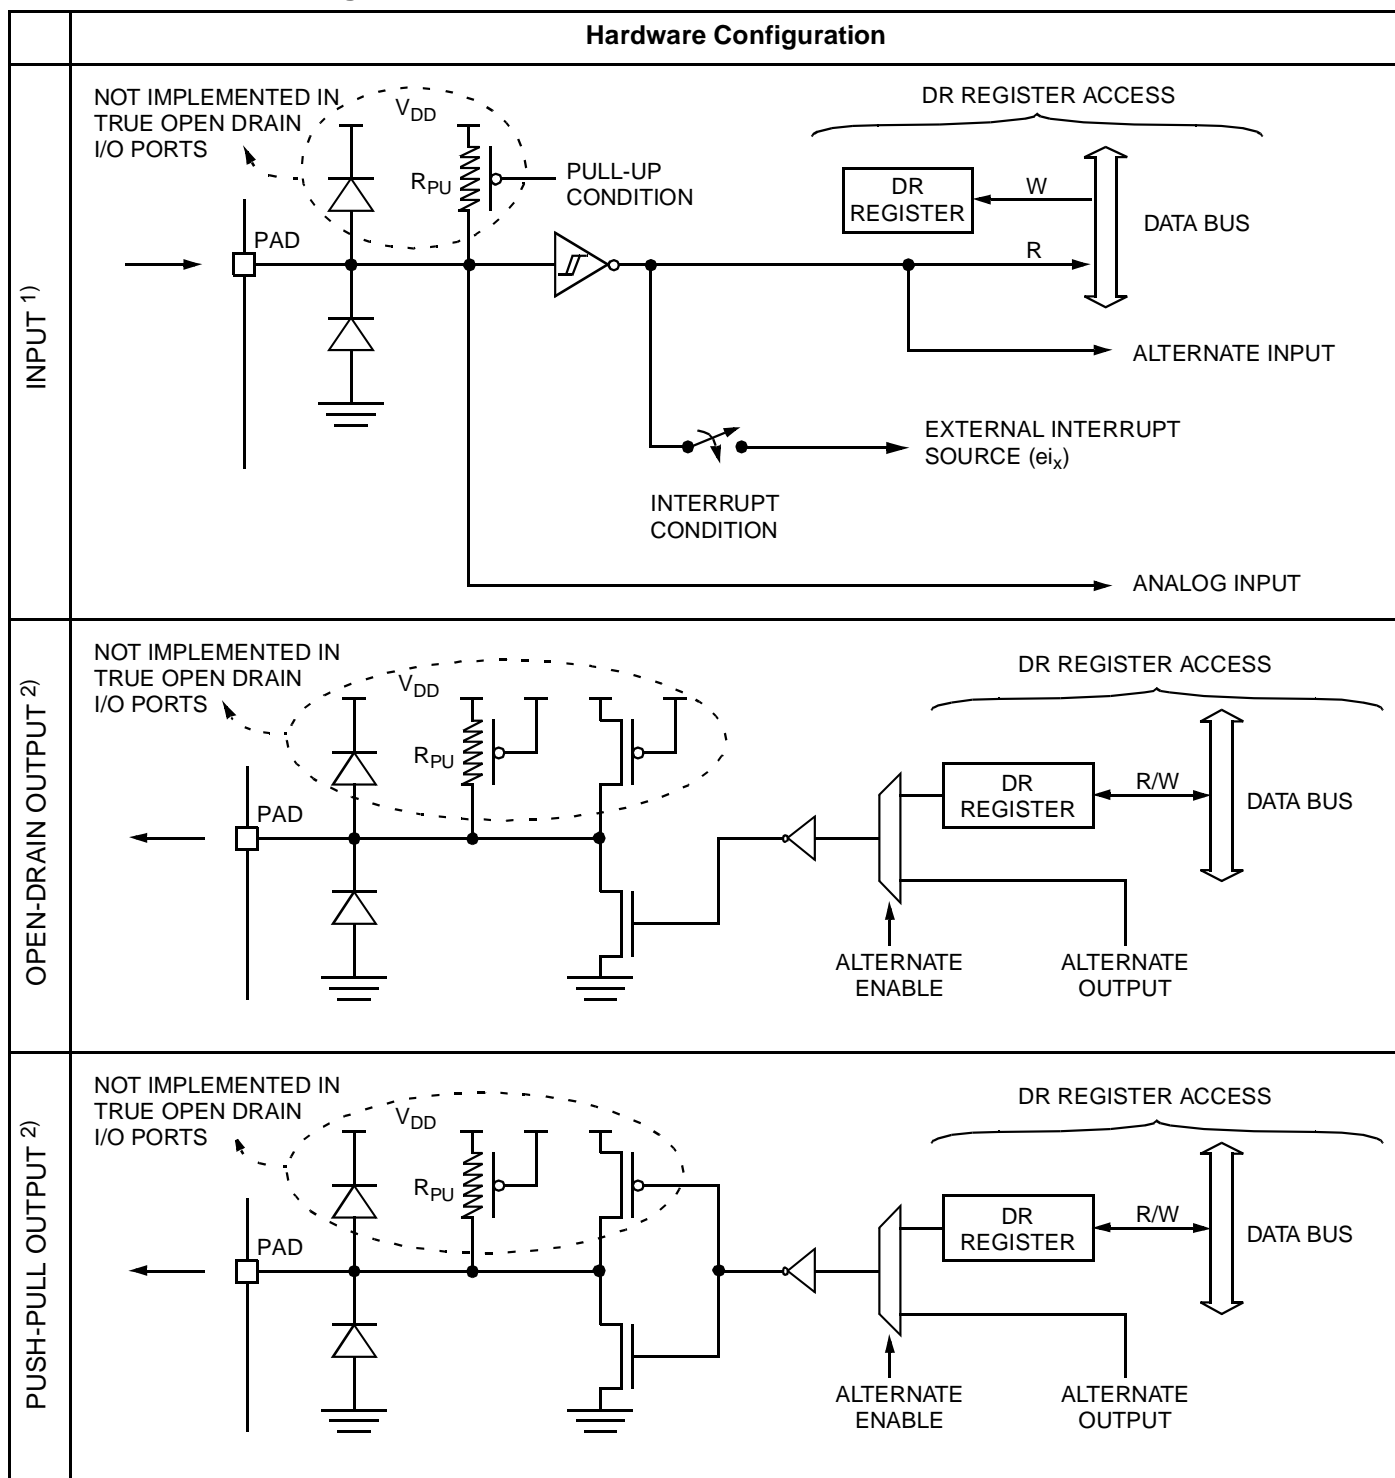 Hardware Configuration
INPUT 1)
NOT IMPLEMENTED IN
TRUE OPEN DRAIN
I/O PORTS
VDD
RPU
PULL-UP
CONDITION
PAD
DR REGISTER ACCESS
DR
REGISTER
W
R
DATA BUS
ALTERNATE INPUT
EXTERNAL INTERRUPT
SOURCE (eix)
INTERRUPT
CONDITION
ANALOG INPUT
OPEN-DRAIN OUTPUT 2)
NOT IMPLEMENTED IN
TRUE OPEN DRAIN
I/O PORTS
VDD
RPU
PAD
DR REGISTER ACCESS
DR
REGISTER
R/W
DATA BUS
ALTERNATE
ENABLE
ALTERNATE
OUTPUT
PUSH-PULL OUTPUT 2)
NOT IMPLEMENTED IN
TRUE OPEN DRAIN
I/O PORTS
VDD
RPU
PAD
DR REGISTER ACCESS
DR
REGISTER
R/W
DATA BUS
ALTERNATE
ENABLE
ALTERNATE
OUTPUT